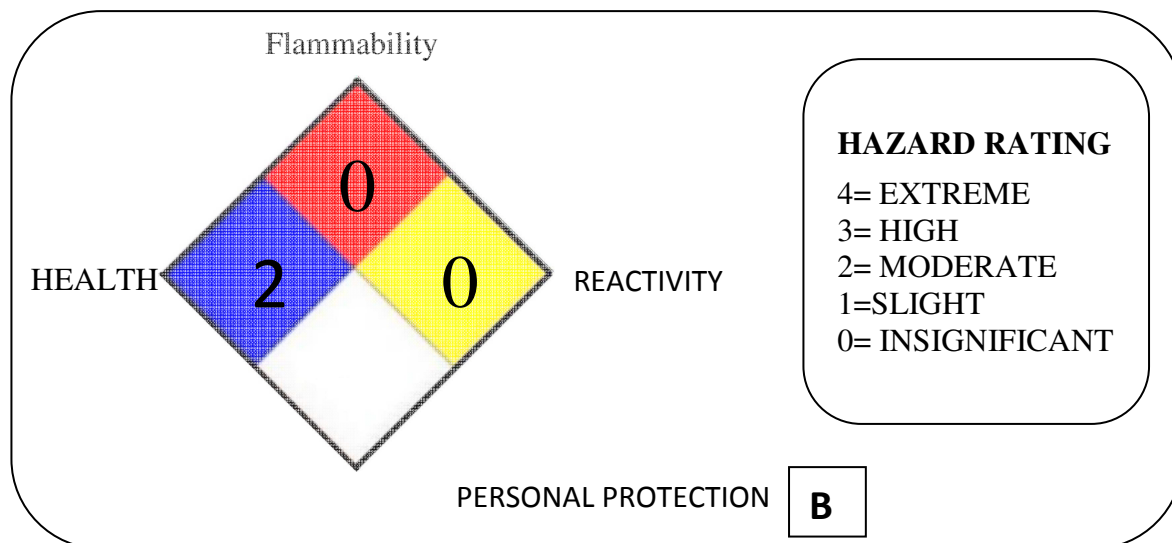 Flammability
0
HEALTH 2 0 REACTIVITY
PERSONAL PROTECTION B
HAZARD RATING
4= EXTREME
3= HIGH
2= MODERATE
1=SLIGHT
0= INSIGNIFICANT